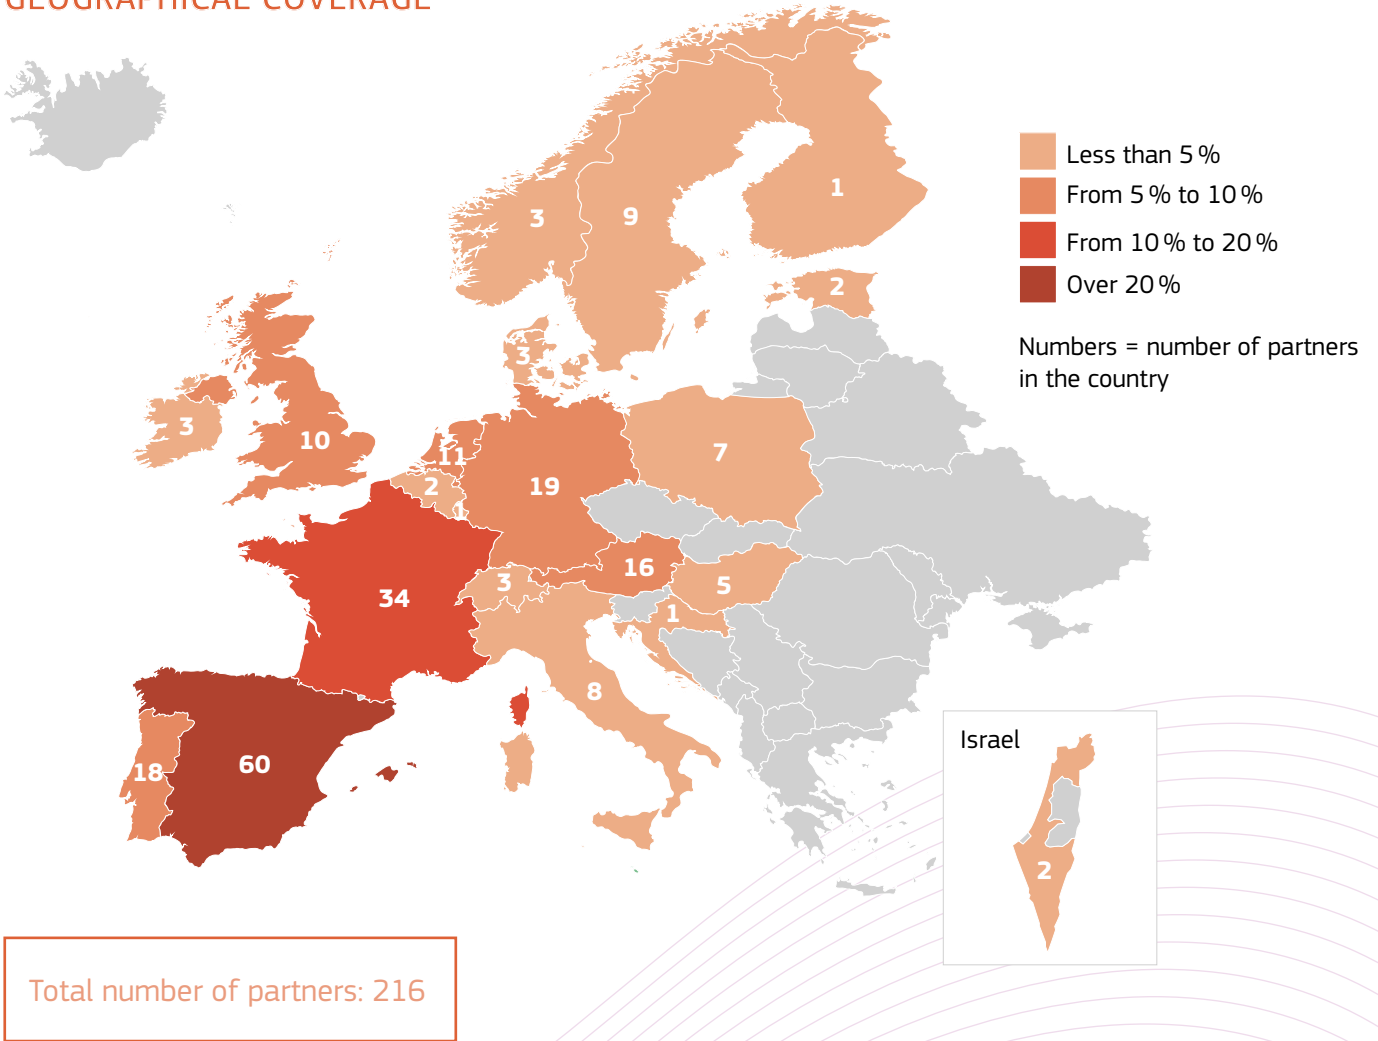 GEOGRAPHICAL COVERAGE
Less than 5 %
From 5 % to 10 %
From 10 % to 20 %
Over 20 %
Numbers = number of partners
in the country
1
3
9
2
3
3
10
11
7
2
19
1
16
3
5
34
1
8
18
60
Israel
2
Total number of partners: 216